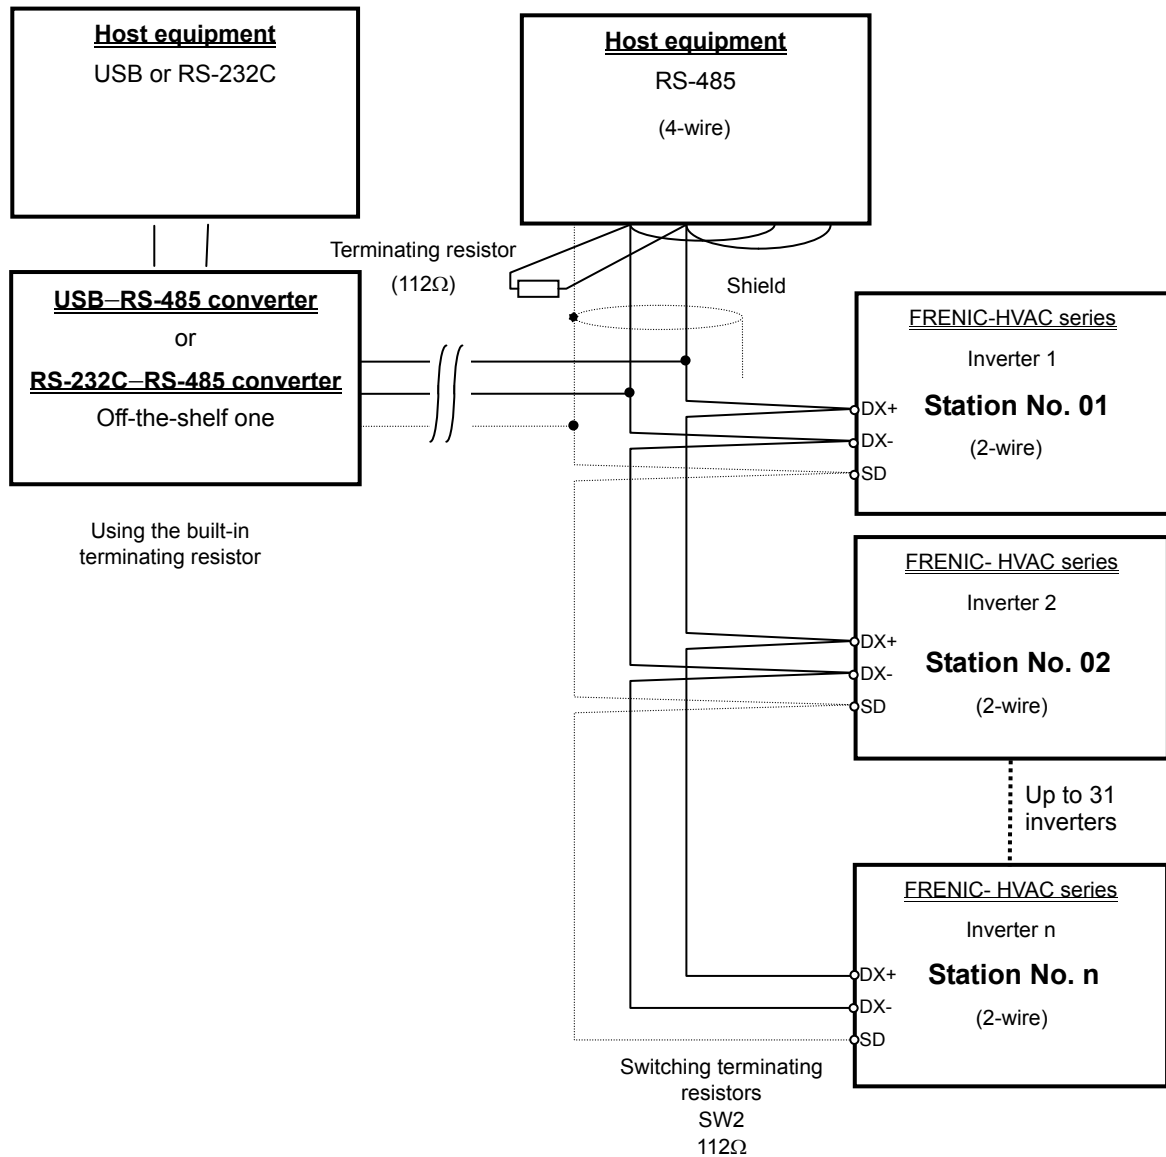 Host equipment
USB or RS-232C
Host equipment
RS-485
(4-wire)
Terminating resistor
(112Ω)
Shield
USB–RS-485 converter
or
RS-232C–RS-485 converter
Off-the-shelf one
Using the built-in
terminating resistor
FRENIC-HVAC series
Inverter 1
DX+
Station No. 01
DX-
(2-wire)
SD
FRENIC- HVAC series
Inverter 2
DX+
Station No. 02
DX-
(2-wire)
SD
Up to 31
inverters
FRENIC- HVAC series
Inverter n
DX+
Station No. n
DX-
(2-wire)
SD
Switching terminating
resistors
SW2
112Ω